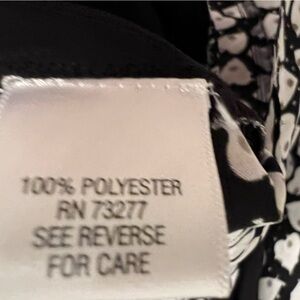 100% POLYESTER
RN 73277
SEE REVERSE
FOR CARE